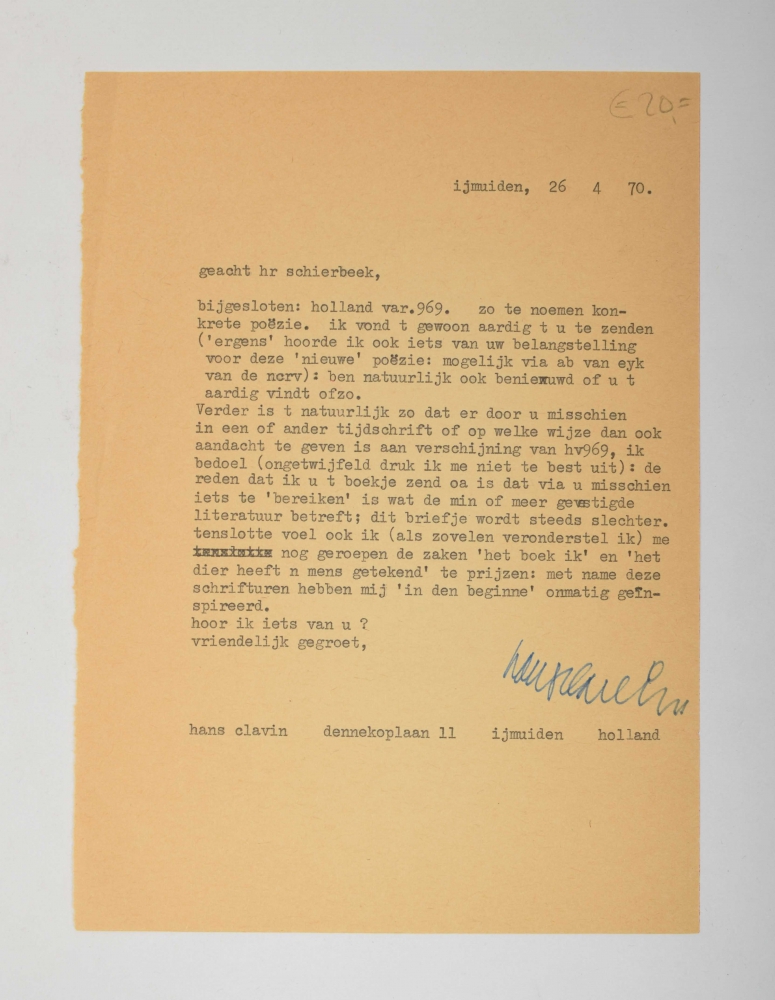 € 20,=
ijmuiden, 26 4 70.
geacht hr schierbeek,
bijgesloten: holland var.969. zo te noemen kon-
krete poëzie. ik vond t gewoon aardig t u te zenden
('ergens' hoorde ik ook iets van uw belangstelling
voor deze 'nieuwe' poëzie: mogelijk via ab van eyk
van de ncrv): ben natuurlijk ook benieuwd of u t
aardig vindt ofzo.
Verder is t natuurlijk zo dat er door u misschien
in een of ander tijdschrift of op welke wijze dan ook
aandacht te geven is aan verschijning van hv969, ik
bedoel (ongetwijfeld druk ik me niet te best uit): de
reden dat ik u t boekje zend oa is dat via u misschien
iets te 'bereiken' is wat de min of meer gevestigde
literatuur betreft; dit briefje wordt steeds slechter.
tenslotte voel ook ik (als zovelen veronderstel ik) me
nog geroepen de zaken 'het boek ik' en 'het
dier heeft n mens getekend' te prijzen: met name deze
schrifturen hebben mij 'in den beginne' onmatig geïn-
spireerd.
hoor ik iets van u ?
vriendelijk gegroet,
hans clavin
hans clavin dennekoplaan 11 ijmuiden holland